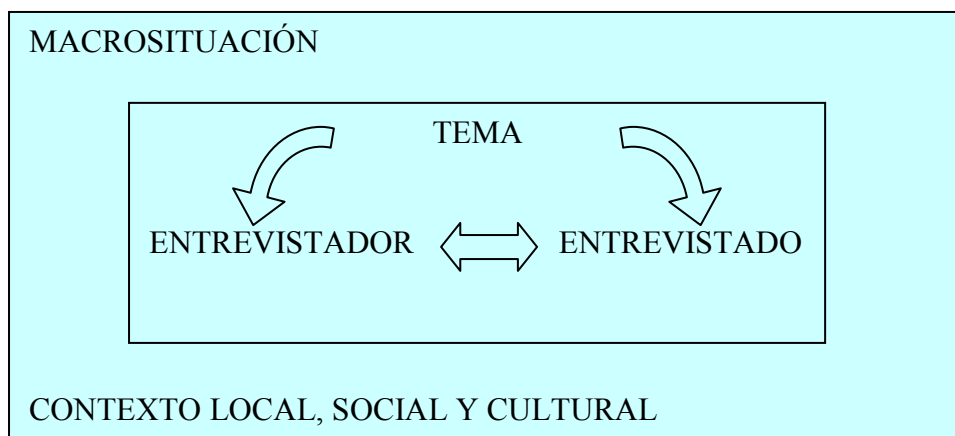 MACROSITUACIÓN
TEMA
ENTREVISTADOR ENTREVISTADO
CONTEXTO LOCAL, SOCIAL Y CULTURAL